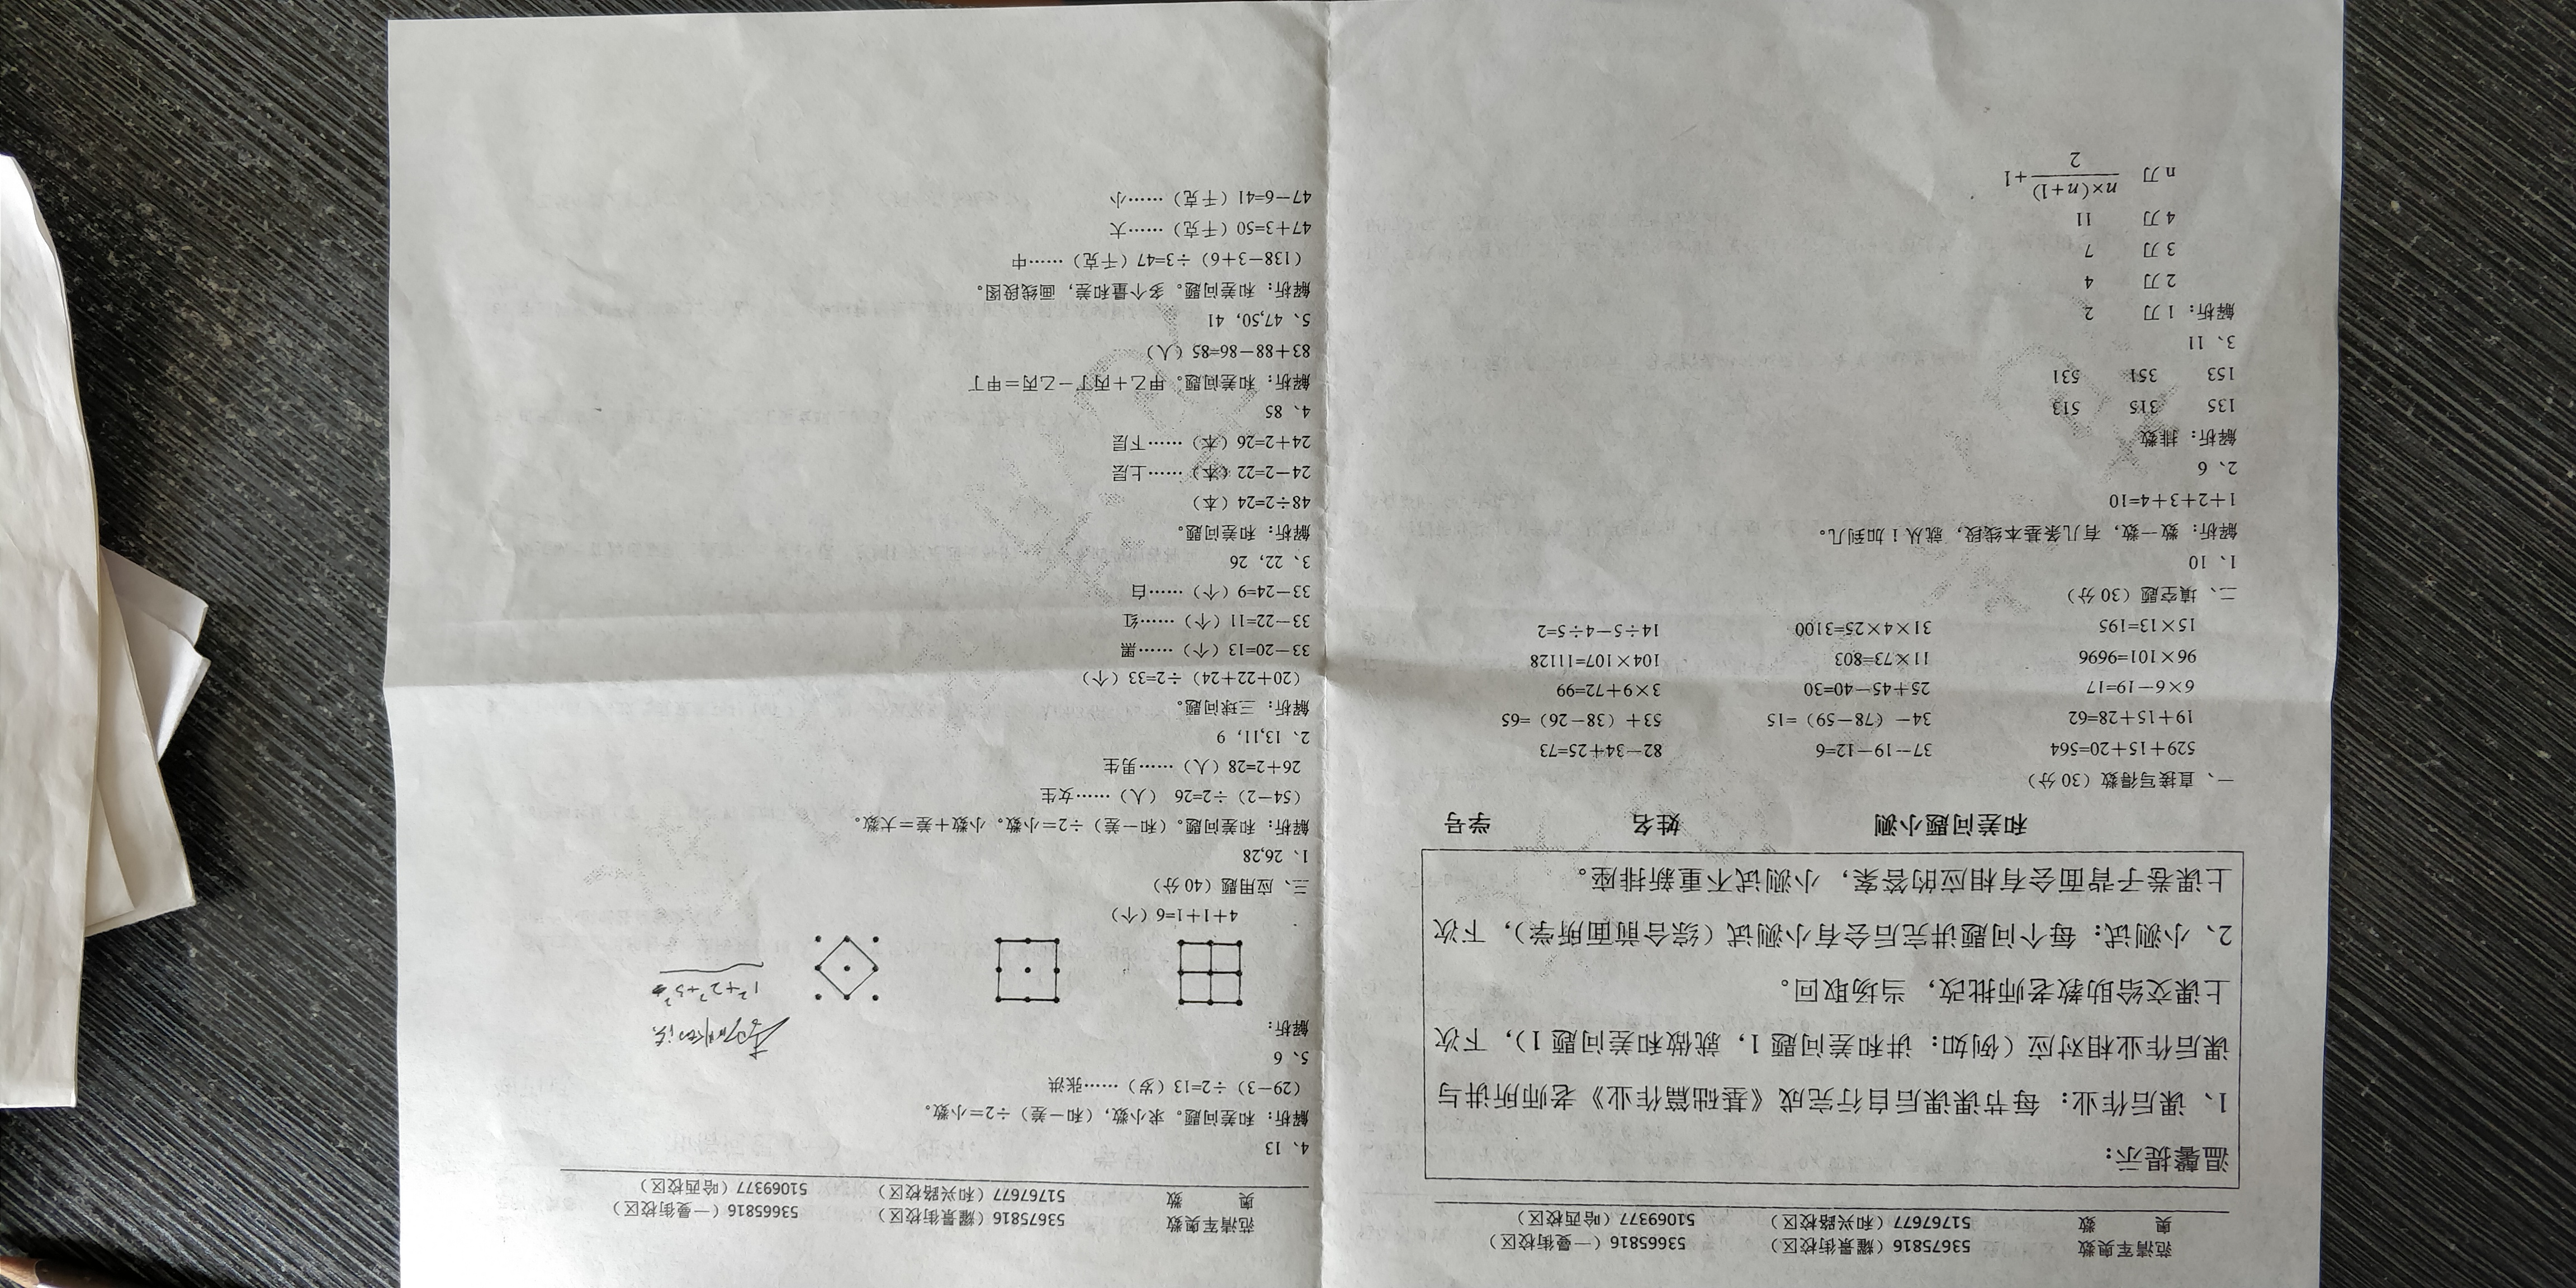 范清军奥数 53675816（耀景街校区） 53665816（一曼街校区）
奥 数 51767677（和兴路校区） 51069377（哈西校区）
温馨提示：
1、课后作业：每节课课后自行完成《基础篇作业》老师所讲与
课后作业相对应（例如：讲和差问题1，就做和差问题1），下次
上课交给助教老师批改，当场取回。
2、小测试：每个问题讲完后会有小测试（综合前面所学），下次
上课卷子背面会有相应的答案，小测试不重新排座。
和差问题小测 姓名 学号
一、直接写得数（30分）
529＋15＋20=564 37－19－12=6 82－34＋25=73
19＋15＋28=62 34－（78－59）=15 53＋（38－26）=65
6×6－19=17 25＋45－40=30 3×9＋72=99
96×101=9696 11×73=803 104×107=11128
15×13=195 31×4×25=3100 14÷5－4÷5=2
二、填空题（30分）
1、10
解析：数一数，有几条基本线段，就从1加到几。
1＋2＋3＋4=10
2、6
解析：排数
135 315 513
153 351 531
3、11
解析：1刀 2
2刀 4
3刀 7
4刀 11
n刀 n×(n+1)/2 +1
范清军奥数 53675816（耀景街校区） 53665816（一曼街校区）
奥 数 51767677（和兴路校区） 51069377（哈西校区）
4、13
解析：和差问题。求小数，（和－差）÷2＝小数。
（29－3）÷2=13（岁）……张洪
5、6
解析：
1²+2²+3²
4＋1＋1=6（个）
三、应用题（40分）
1、26,28
解析：和差问题。（和－差）÷2＝小数。小数＋差＝大数。
（54－2）÷2=26 （人）……女生
26＋2=28（人）……男生
2、13,11，9
解析：三球问题。
（20＋22＋24）÷2=33（个）
33－20=13（个）……黑
33－22=11（个）……红
33－24=9（个）……白
3、22，26
解析：和差问题。
48÷2=24（本）
24－2=22（本）……上层
24＋2=26（本）……下层
4、85
解析：和差问题。甲乙＋丙丁－乙丙＝甲丁
83＋88－86=85（人）
5、47,50，41
解析：和差问题。多个量和差，画线段图。
（138－3＋6）÷3=47（千克）……中
47＋3=50（千克）……大
47－6=41（千克）……小